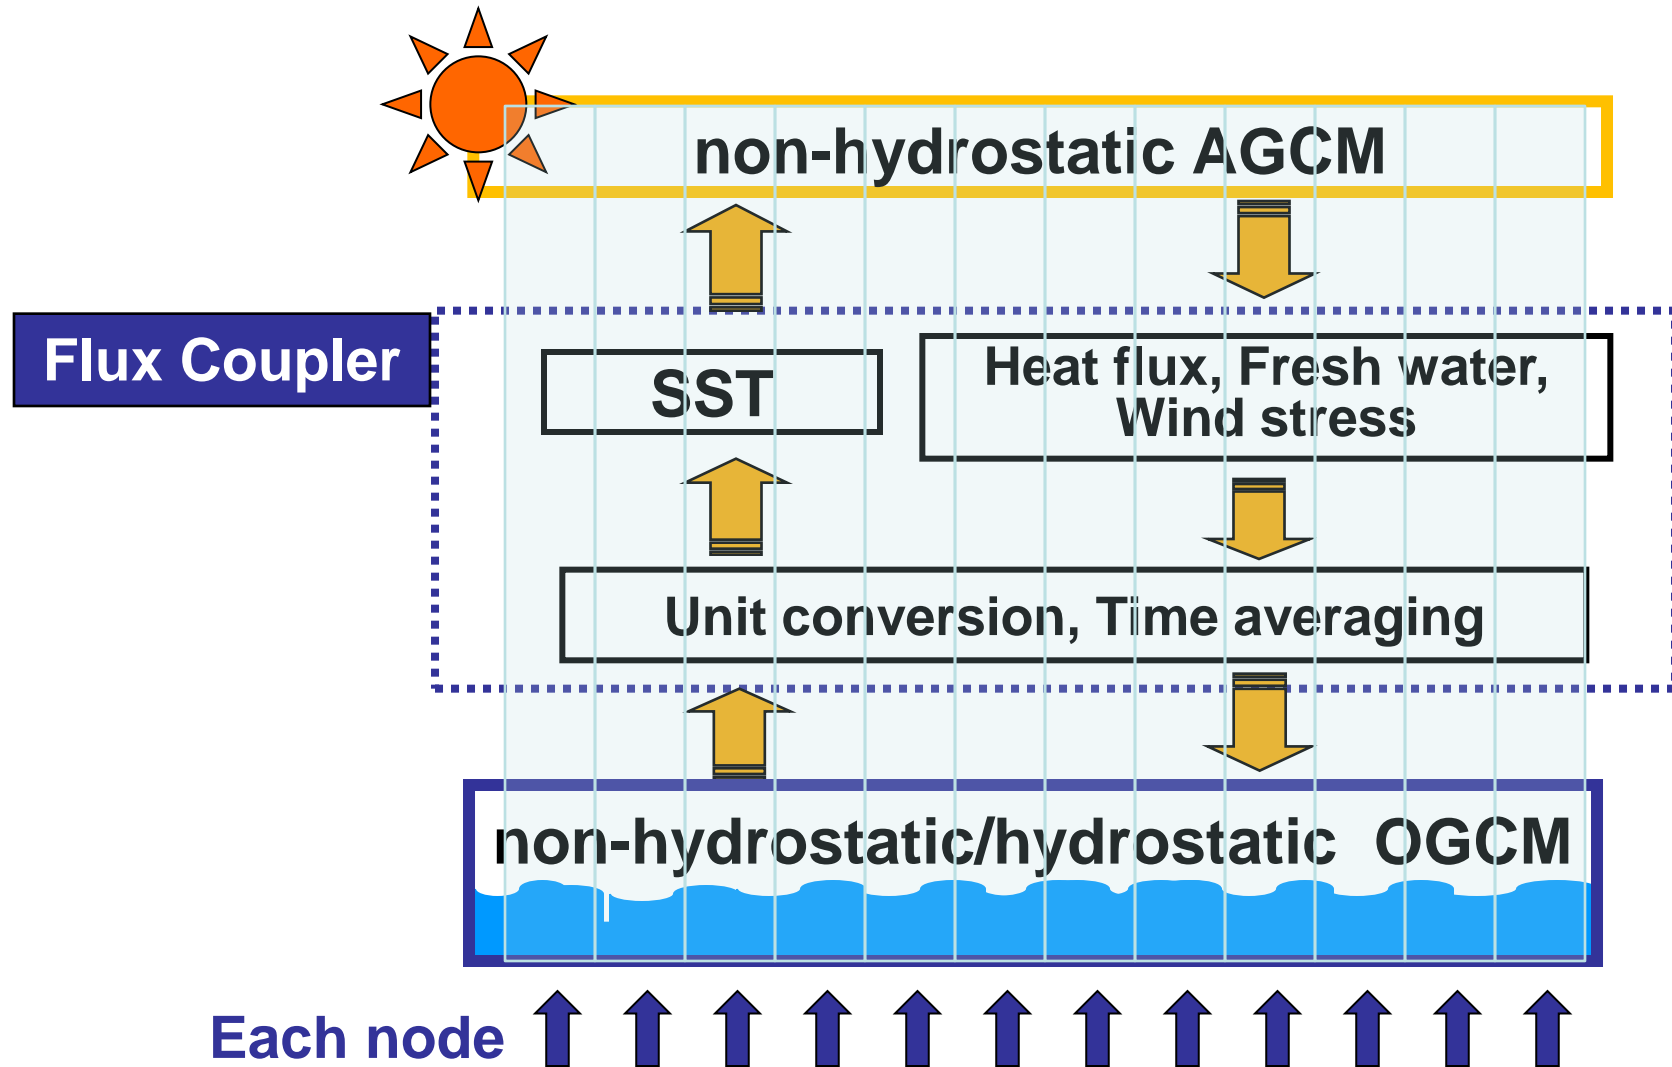 non-hydrostatic AGCM
Flux Coupler
SST
Heat flux, Fresh water,
Wind stress
Unit conversion, Time averaging
non-hydrostatic/hydrostatic OGCM
Each node